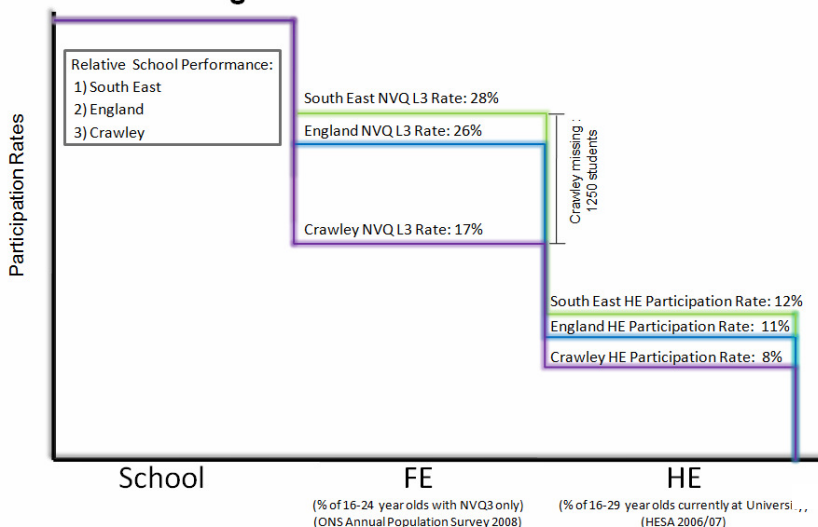 Participation Rates
Relative School Performance:
1) South East
2) England
3) Crawley
South East NVQ L3 Rate: 28%
England NVQ L3 Rate: 26%
Crawley NVQ L3 Rate: 17%
Crawley missing :
1250 students
South East HE Participation Rate: 12%
England HE Participation Rate: 11%
Crawley HE Participation Rate: 8%
School
FE
HE
(% of 16-24 year olds with NVQ3 only)
(ONS Annual Population Survey 2008)
(% of 16-29 year olds currently at
(HESA 2006/07)